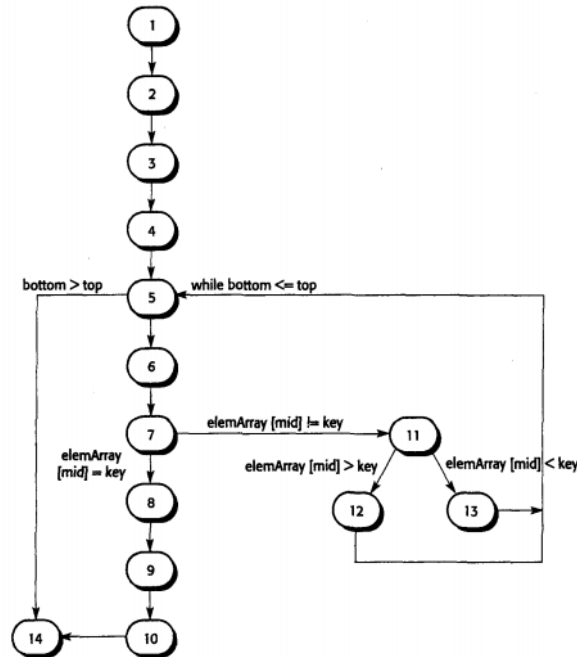 1
2
3
4
bottom > top
while bottom <= top
5
6
elemArray [mid] != key
7
11
elemArray
[mid] = key
elemArray [mid] > key
elemArray [mid] < key
8
12
13
9
14
10